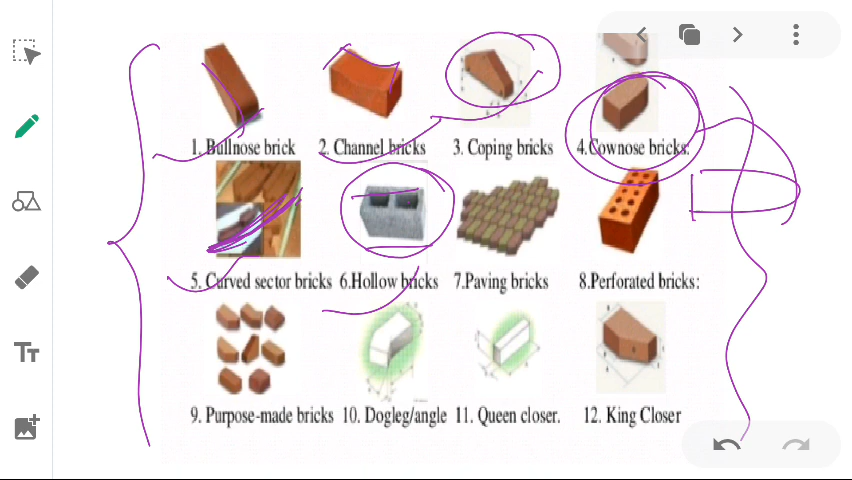 1. Bullnose brick 2. Channel bricks 3. Coping bricks 4.Cownose bricks:
5. Curved sector bricks 6.Hollow bricks 7.Paving bricks 8.Perforated bricks:
9. Purpose-made bricks 10. Dogleg/angle 11. Queen closer. 12. King Closer
Tт